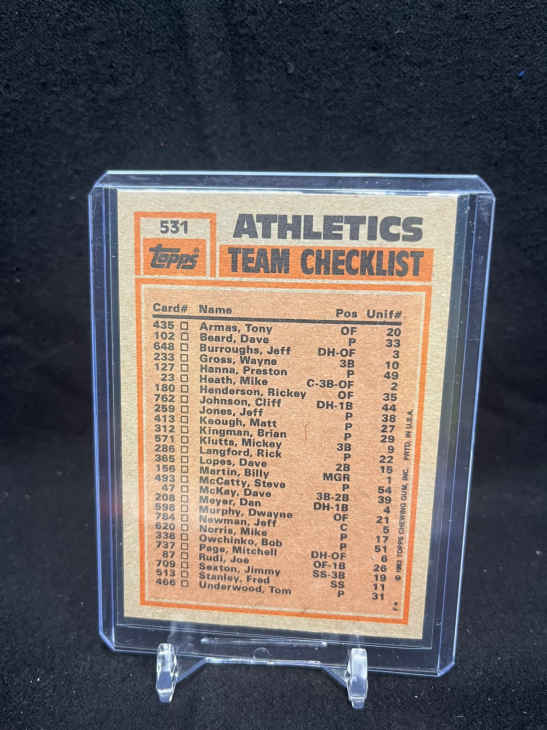 531
Topps
ATHLETICS
TEAM CHECKLIST
Card# Name Pos Unif#
435 Armas, Tony OF 20
102 Beard, Dave P 33
648 Burroughs, Jeff DH-OF 3
233 Gross, Wayne 3B 10
127 Hanna, Preston P 49
23 Heath, Mike C-3B-OF 2
180 Henderson, Rickey OF 35
762 Johnson, Cliff DH-1B 44
259 Jones, Jeff P 38
413 Keough, Matt P 27
312 Kingman, Brian P 29
571 Klutts, Mickey 3B 9
286 Langford, Rick P 22
365 Lopes, Dave 2B 15
156 Martin, Billy MGR 1
493 McCatty, Steve P 54
47 McKay, Dave 3B-2B 39
208 Meyer, Dan DH-1B 4
598 Murphy, Dwayne OF 21
784 Newman, Jeff C 5
620 Norris, Mike P 17
338 Owchinko, Bob P 51
737 Page, Mitchell DH-OF 6
87 Rudi, Joe OF-1B 26
709 Sexton, Jimmy SS-3B 19
513 Stanley, Fred SS 11
466 Underwood, Tom P 31
© 1983 TOPPS CHEWING GUM, INC. PRTD. IN U.S.A.